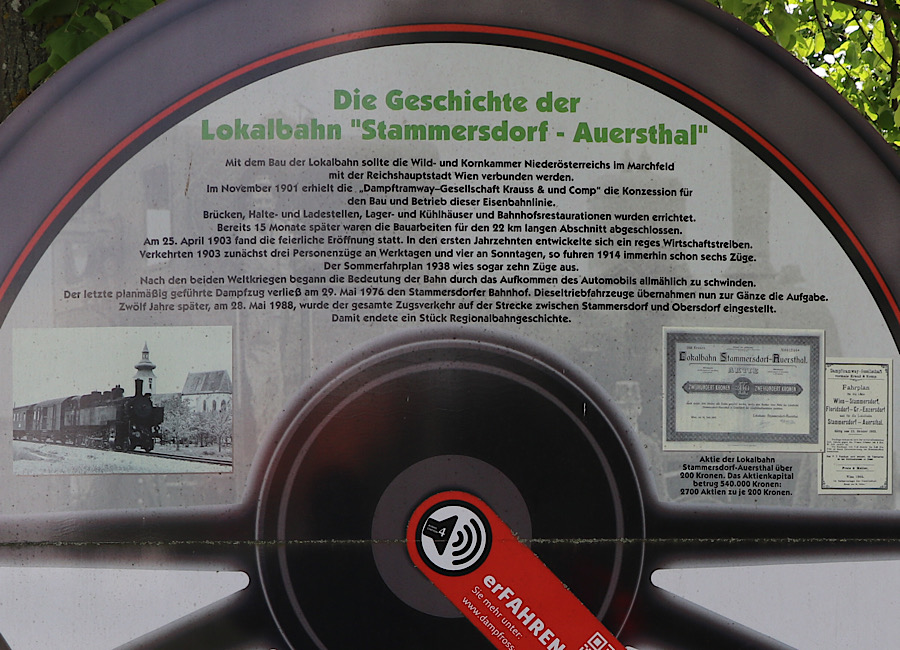 Die Geschichte der
Lokalbahn "Stammersdorf - Auersthal"
Mit dem Bau der Lokalbahn sollte die Wild- und Kornkammer Niederösterreichs im Marchfeld
mit der Reichshauptstadt Wien verbunden werden.
Im November 1901 erhielt die „Dampftramway–Gesellschaft Krauss & und Comp" die Konzession für
den Bau und Betrieb dieser Eisenbahnlinie.
Brücken, Halte- und Ladestellen, Lager- und Kühlhäuser und Bahnhofsrestaurationen wurden errichtet.
Bereits 15 Monate später waren die Bauarbeiten für den 22 km langen Abschnitt abgeschlossen.
Am 25. April 1903 fand die feierliche Eröffnung statt. In den ersten Jahrzehnten entwickelte sich ein reges Wirtschaftstreiben.
Verkehrten 1903 zunächst drei Personenzüge an Werktagen und vier an Sonntagen, so fuhren 1914 immerhin schon sechs Züge.
Der Sommerfahrplan 1938 wies sogar zehn Züge aus.
Nach den beiden Weltkriegen begann die Bedeutung der Bahn durch das Aufkommen des Automobils allmählich zu schwinden.
Der letzte planmäßig geführte Dampfzug verließ am 29. Mai 1976 den Stammersdorfer Bahnhof. Dieseltriebfahrzeuge übernahmen nun zur Gänze die Aufgabe.
Zwölf Jahre später, am 28. Mai 1988, wurde der gesamte Zugsverkehr auf der Strecke zwischen Stammersdorf und Obersdorf eingestellt.
Damit endete ein Stück Regionalbahngeschichte.
Lokalbahn Stammersdorf-Auersthal.
AKTIE
ZWEIHUNDERT KRONEN
ZWEIHUNDERT KRONEN
Dampftramway-Gesellschaft
Fahrplan
Wien–Stammersdorf,
Floridsdorf–Gr.-Enzersdorf
Stammersdorf–Auersthal.
Aktie der Lokalbahn
Stammersdorf-Auersthal über
200 Kronen. Das Aktienkapital
betrug 540.000 Kronen:
2700 Aktien zu je 200 Kronen.
4
erFAHREN
Sie mehr unter:
www.dampfross